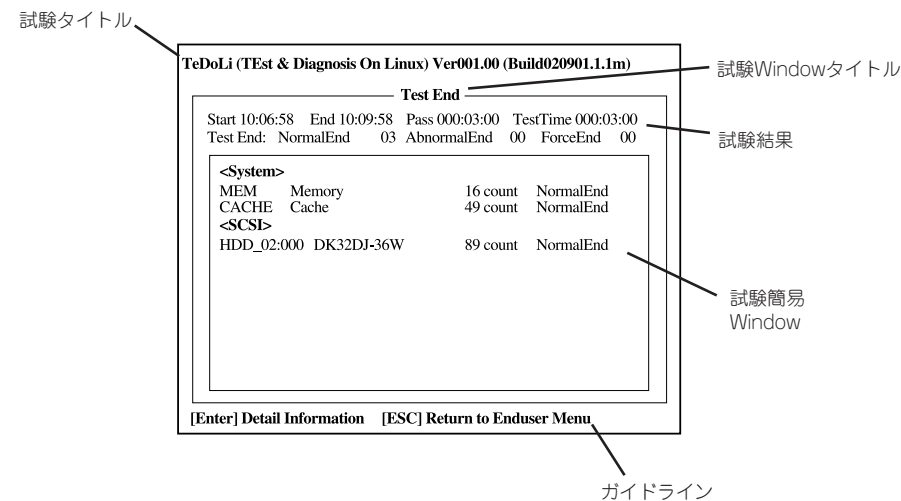 試験タイトル
TeDoLi (TEst & Diagnosis On Linux) Ver001.00 (Build020901.1.1m)
試験Windowタイトル
Test End
Start 10:06:58 End 10:09:58 Pass 000:03:00 TestTime 000:03:00
Test End: NormalEnd 03 AbnormalEnd 00 ForceEnd 00
試験結果
<System>
MEM Memory 16 count NormalEnd
CACHE Cache 49 count NormalEnd
<SCSI>
HDD_02:000 DK32DJ-36W 89 count NormalEnd
試験簡易
Window
[Enter] Detail Information [ESC] Return to Enduser Menu
ガイドライン